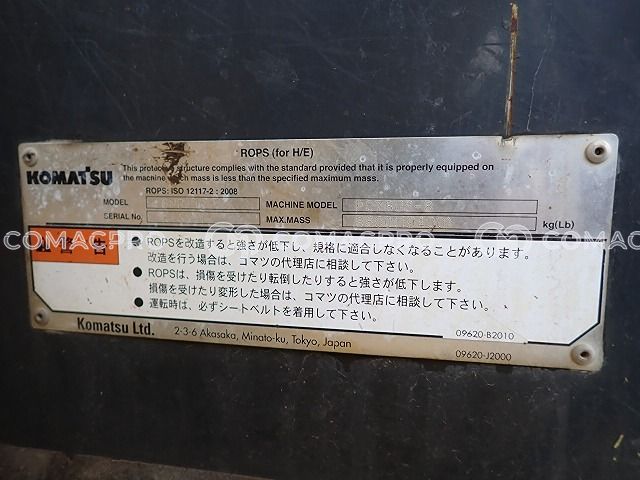 ROPS (for H/E)
KOMATSU
This protective structure complies with the standard provided that it is properly equipped on
the machine which mass is less than the specified maximum mass.
ROPS: ISO 12117-2 : 2008
MODEL
MACHINE MODEL
SERIAL No.
MAX.MASS
kg(Lb)
COMACPRO COMACPRO COMACPRO
● ROPSを改造すると強さが低下し、規格に適合しなくなることがあります。
改造を行う場合は、コマツの代理店に相談して下さい。
● ROPSは、損傷を受けたり転倒したりすると強さが低下します。
損傷を受けたり変形した場合は、コマツの代理店に相談して下さい。
● 運転時は、必ずシートベルトを着用して下さい。
09620-B2010
Komatsu Ltd.
2-3-6 Akasaka, Minato-ku, Tokyo, Japan
09620-J2000